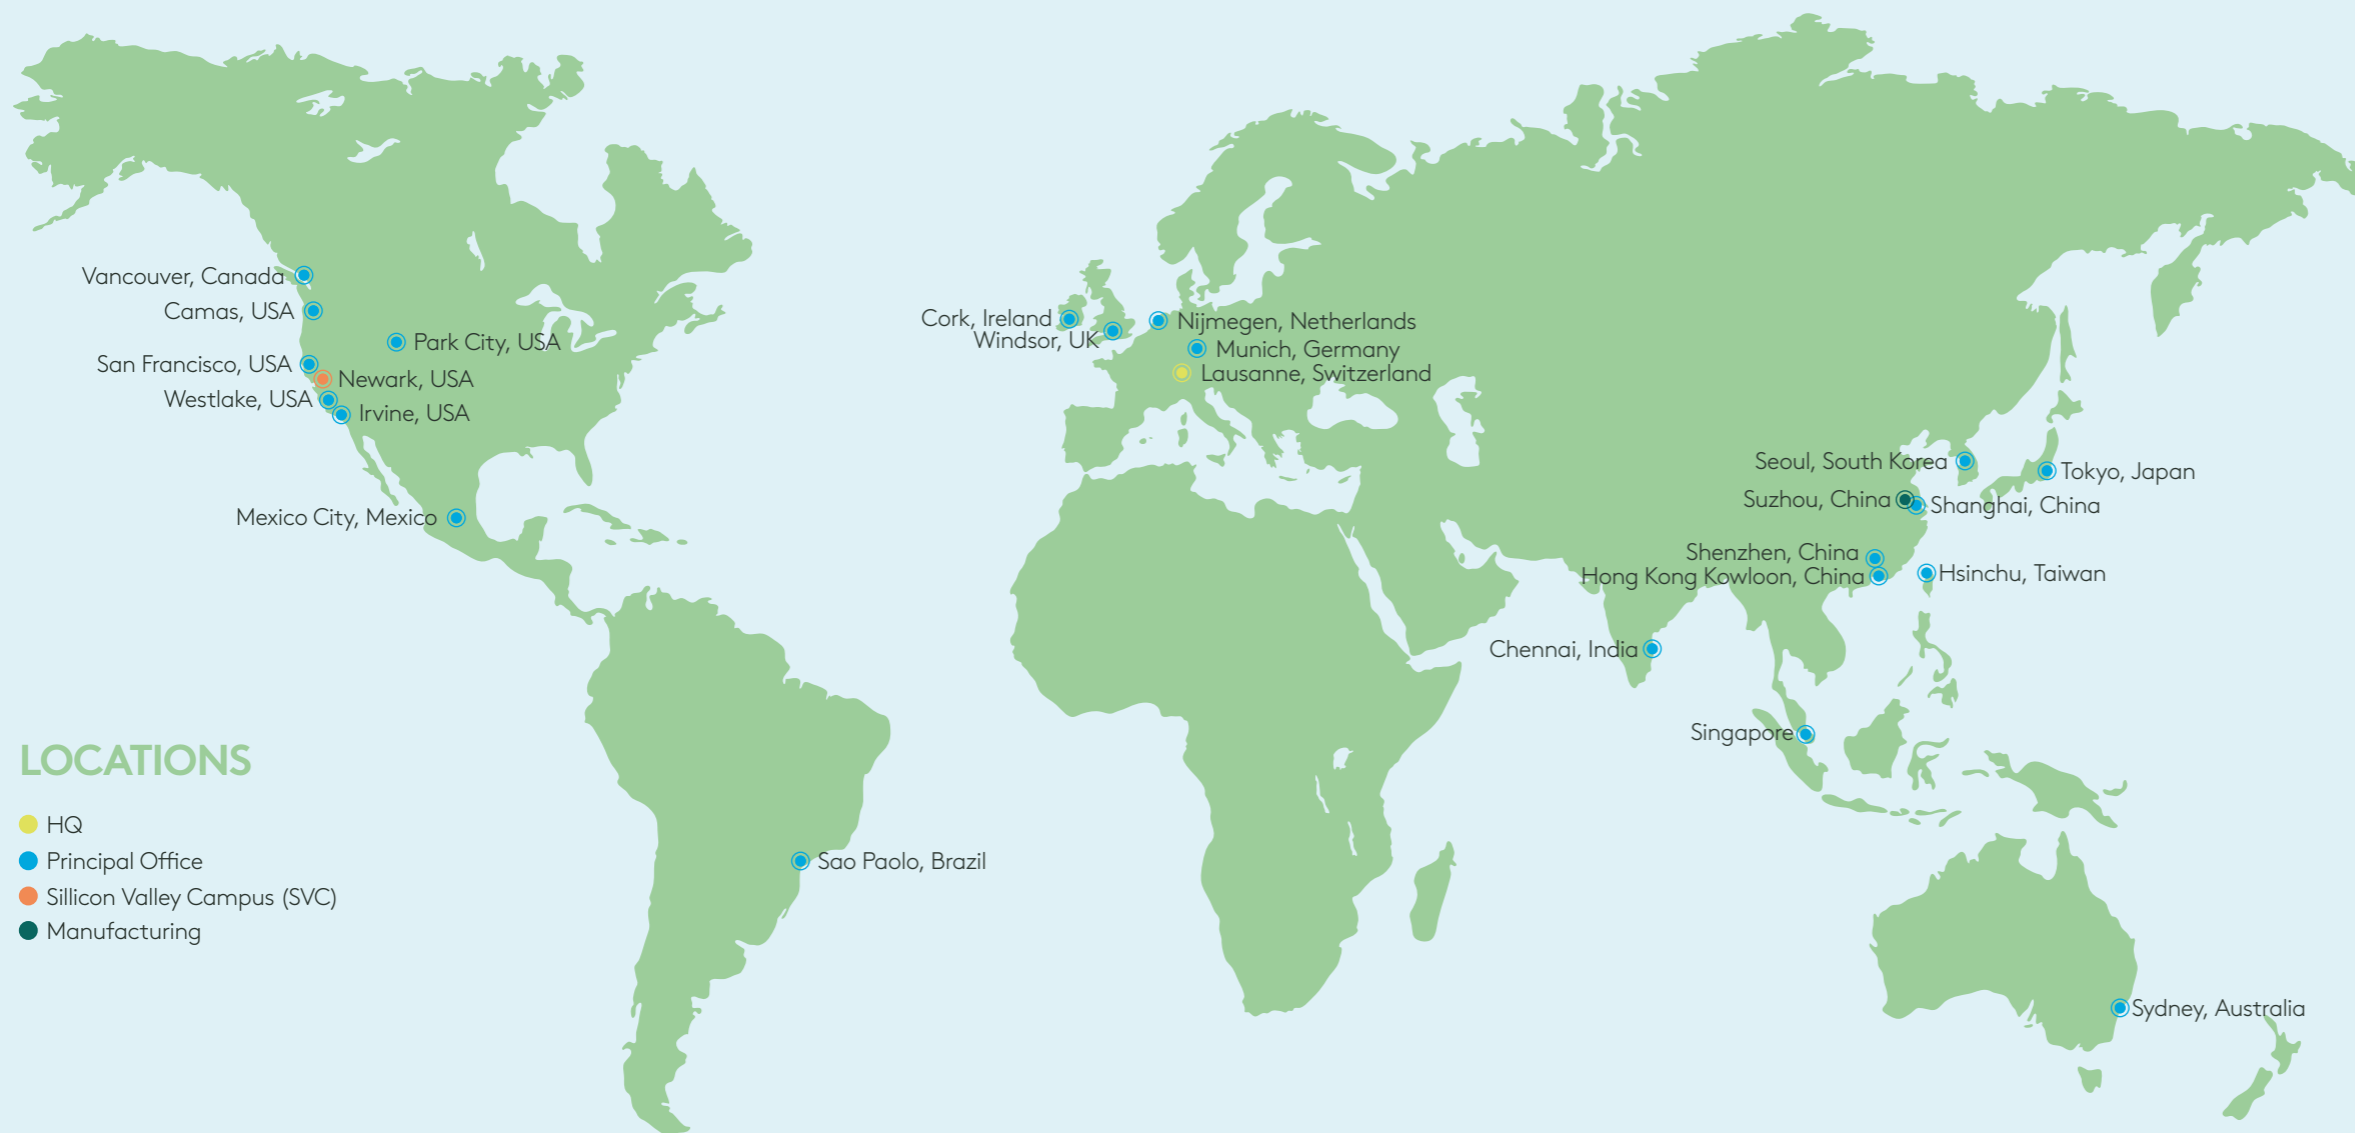 Vancouver, Canada
Camas, USA
Park City, USA
San Francisco, USA
Newark, USA
Westlake, USA
Irvine, USA
Mexico City, Mexico
Sao Paolo, Brazil
Cork, Ireland
Windsor, UK
Nijmegen, Netherlands
Munich, Germany
Lausanne, Switzerland
Seoul, South Korea
Tokyo, Japan
Suzhou, China
Shanghai, China
Shenzhen, China
Hong Kong Kowloon, China
Hsinchu, Taiwan
Chennai, India
Singapore
Sydney, Australia
LOCATIONS
HQ
Principal Office
Sillicon Valley Campus (SVC)
Manufacturing